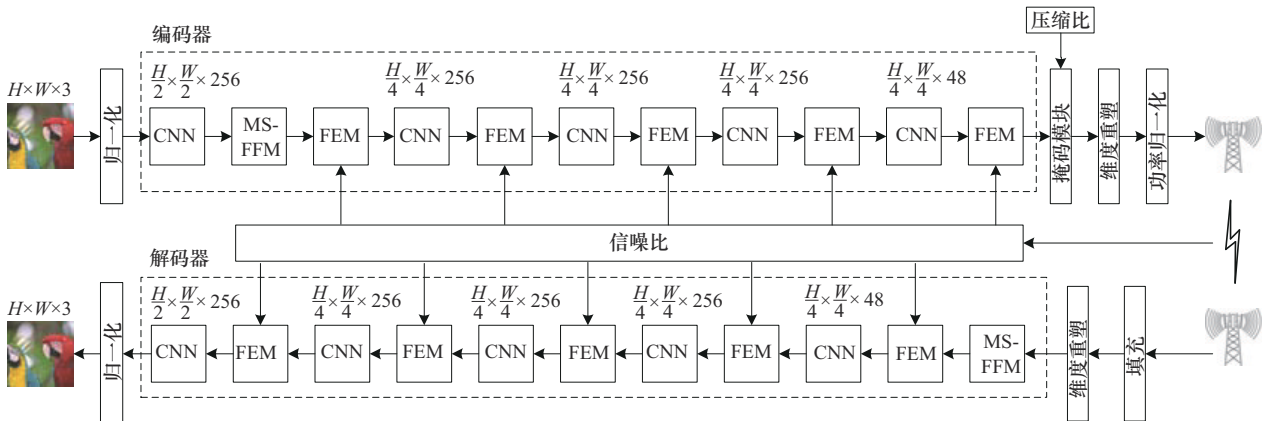 压缩比
编码器
H×W×3
H/2×W/2×256
H/4×W/4×256
H/4×W/4×256
H/4×W/4×256
H/4×W/4×48
归一化
CNN
MS-
FFM
FEM
CNN
FEM
CNN
FEM
CNN
FEM
CNN
FEM
掩码模块
维度重塑
功率归一化
信噪比
解码器
H×W×3
H/2×W/2×256
H/4×W/4×256
H/4×W/4×256
H/4×W/4×256
H/4×W/4×48
归一化
CNN
FEM
CNN
FEM
CNN
FEM
CNN
FEM
CNN
FEM
MS-
FFM
维度重塑
填充